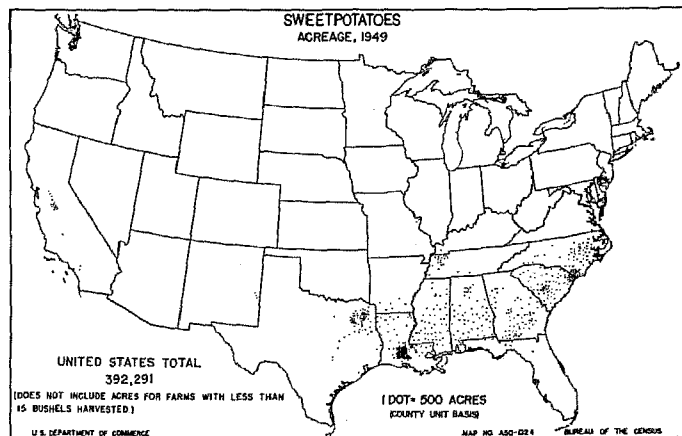 SWEETPOTATOES
ACREAGE, 1949
UNITED STATES TOTAL
392,291
(DOES NOT INCLUDE ACRES FOR FARMS WITH LESS THAN
15 BUSHELS HARVESTED)
1 DOT= 500 ACRES
(COUNTY UNIT BASIS)
U.S. DEPARTMENT OF COMMERCE
MAP NO. A50-024 BUREAU OF THE CENSUS